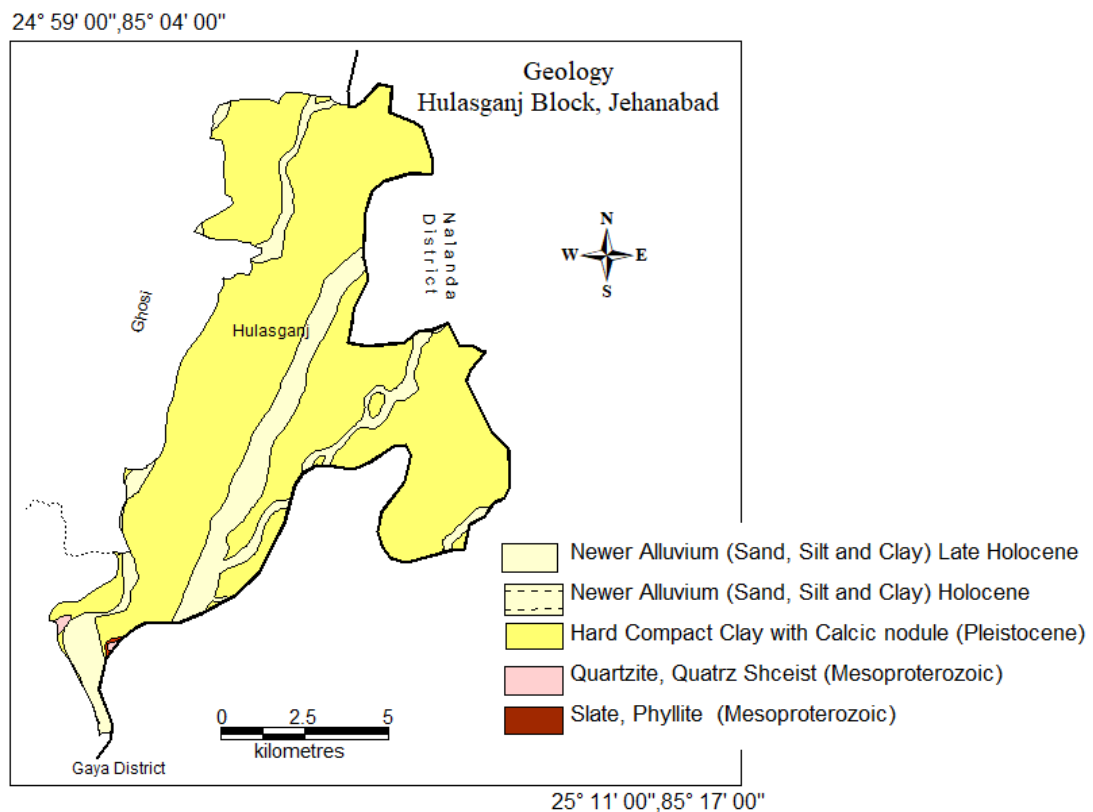 24° 59' 00",85° 04' 00"
Geology
Hulasganj Block, Jehanabad
Nalanda
District
N
W
E
S
Ghosi
Hulasganj
Newer Alluvium (Sand, Silt and Clay) Late Holocene
Newer Alluvium (Sand, Silt and Clay) Holocene
Hard Compact Clay with Calcic nodule (Pleistocene)
Quartzite, Quatrz Shceist (Mesoproterozoic)
Slate, Phyllite (Mesoproterozoic)
0 2.5 5
kilometres
Gaya District
25° 11' 00",85° 17' 00"